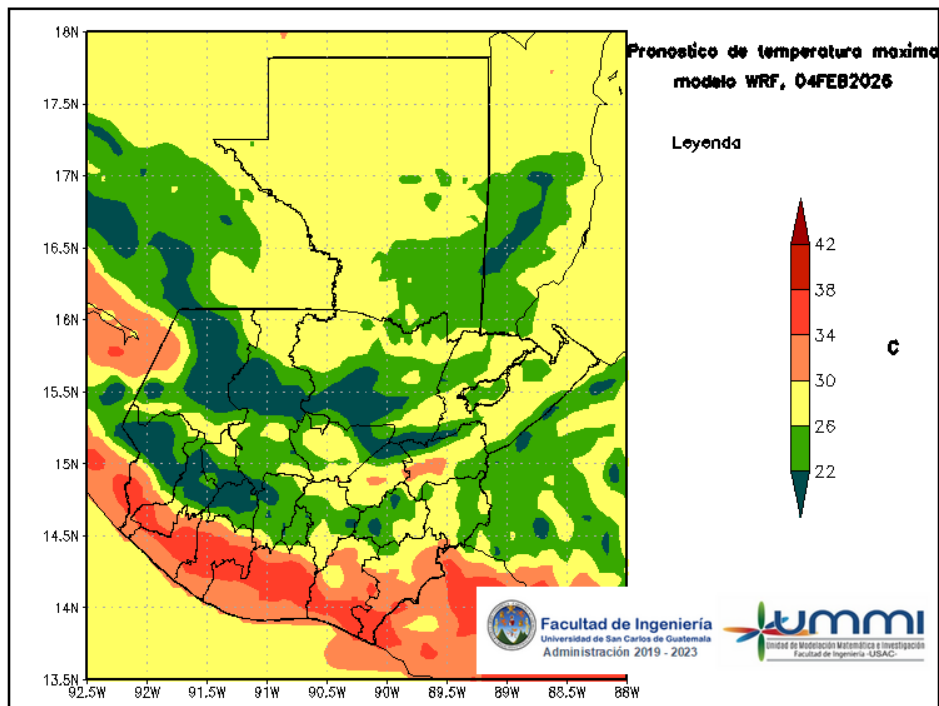 Pronostico de temperatura maxima
modelo WRF, 04FEB2026
Leyenda
42
38
34
30
26
22
C
18N
17.5N
17N
16.5N
16N
15.5N
15N
14.5N
14N
13.5N
92.5W
92W
91.5W
91W
90.5W
90W
89.5W
89W
88.5W
88W
Facultad de Ingeniería
Universidad de San Carlos de Guatemala
Administración 2019 - 2023
UMMI
Unidad de Modelación Matemática e Investigación
Facultad de Ingeniería -USAC-